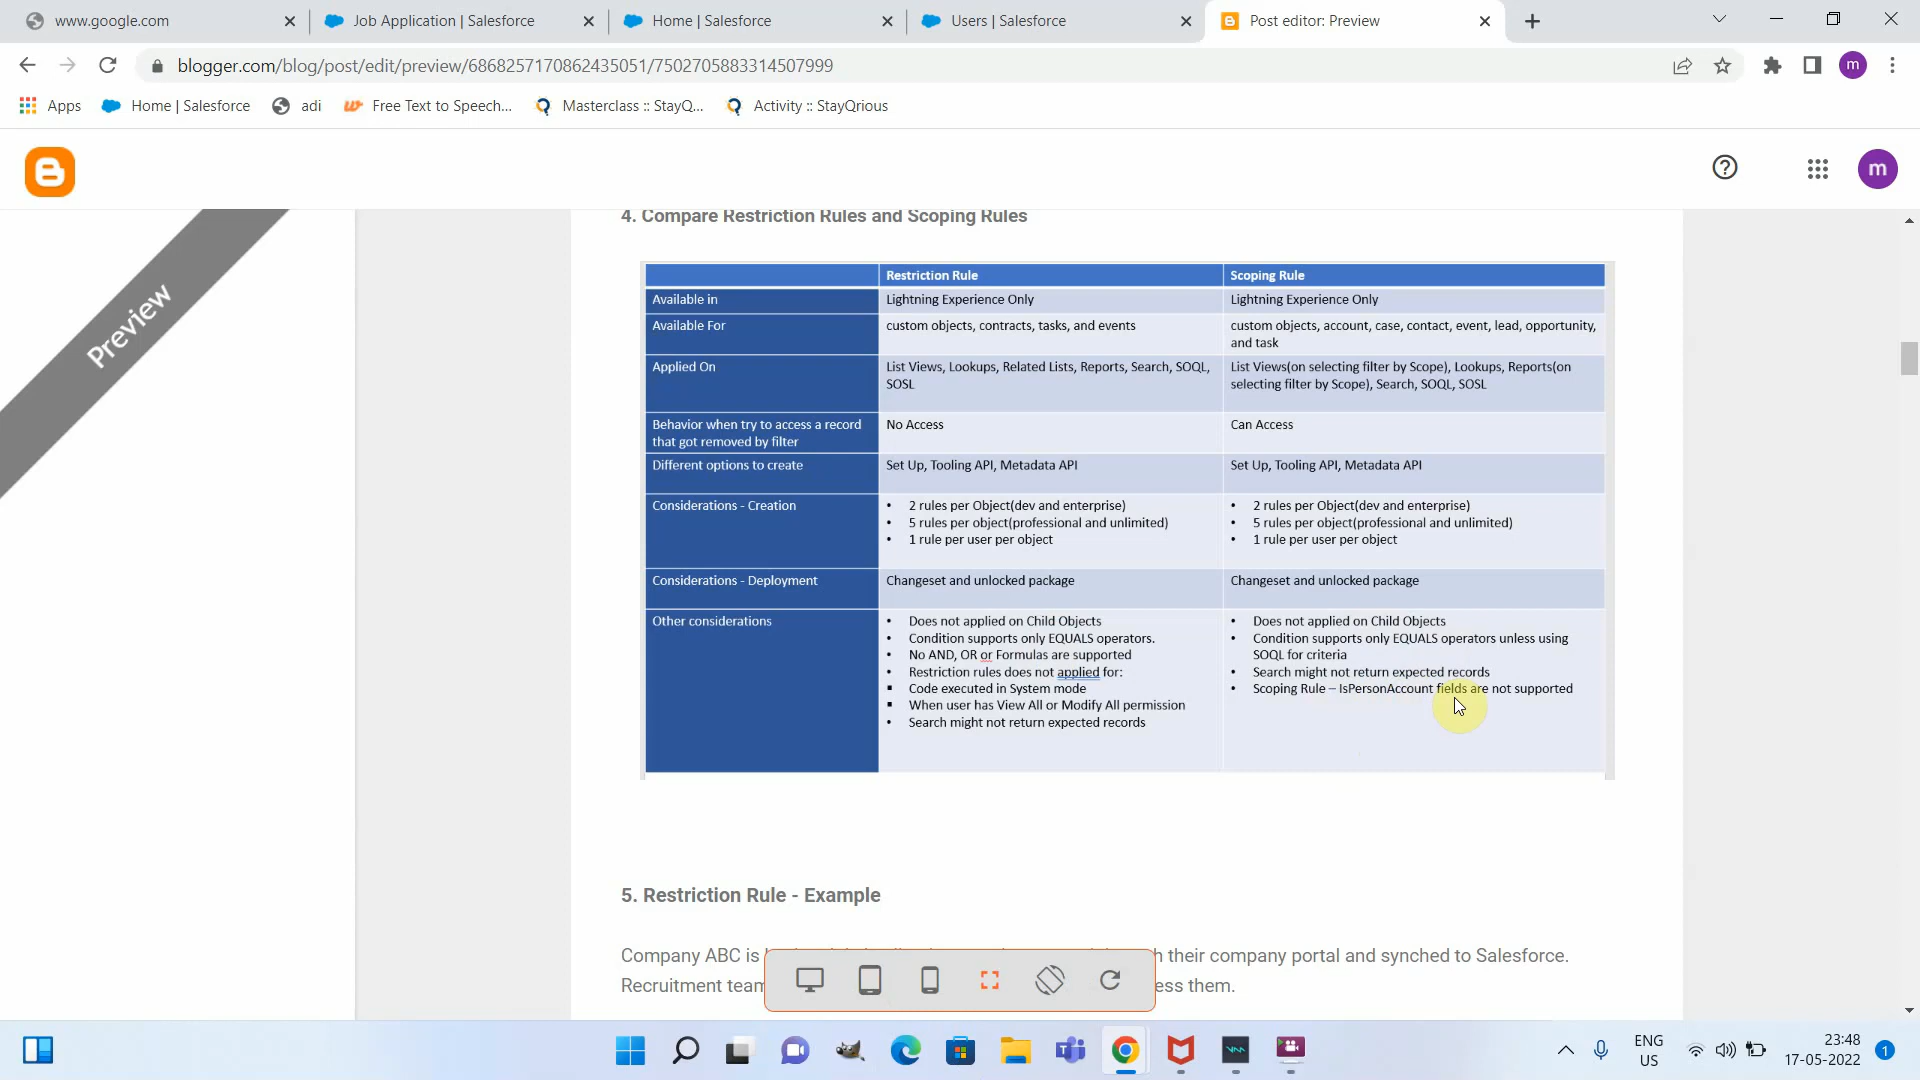 www.google.com
Job Application | Salesforce
Home | Salesforce
Users | Salesforce
Post editor: Preview
blogger.com/blog/post/edit/preview/6868257170862435051/7502705883314507999
m
Apps
Home | Salesforce
adi
Free Text to Speech...
Masterclass :: StayQ...
Activity :: StayQrious
m
Preview
4. Compare Restriction Rules and Scoping Rules
Restriction Rule
Scoping Rule
Available in
Lightning Experience Only
Lightning Experience Only
Available For
custom objects, contracts, tasks, and events
custom objects, account, case, contact, event, lead, opportunity,
and task
Applied On
List Views, Lookups, Related Lists, Reports, Search, SOQL,
SOSL
List Views(on selecting filter by Scope), Lookups, Reports(on
selecting filter by Scope), Search, SOQL, SOSL
Behavior when try to access a record
that got removed by filter
No Access
Can Access
Different options to create
Set Up, Tooling API, Metadata API
Set Up, Tooling API, Metadata API
Considerations - Creation
• 2 rules per Object(dev and enterprise)
• 5 rules per object(professional and unlimited)
• 1 rule per user per object
• 2 rules per Object(dev and enterprise)
• 5 rules per object(professional and unlimited)
• 1 rule per user per object
Considerations - Deployment
Changeset and unlocked package
Changeset and unlocked package
Other considerations
• Does not applied on Child Objects
• Condition supports only EQUALS operators.
• No AND, OR or Formulas are supported
• Restriction rules does not applied for:
▪ Code executed in System mode
▪ When user has View All or Modify All permission
• Search might not return expected records
• Does not applied on Child Objects
• Condition supports only EQUALS operators unless using
SOQL for criteria
• Search might not return expected records
• Scoping Rule – IsPersonAccount fields are not supported
5. Restriction Rule - Example
Company ABC is their company portal and synched to Salesforce.
Recruitment team them.
ENG
US
23:48
17-05-2022
1